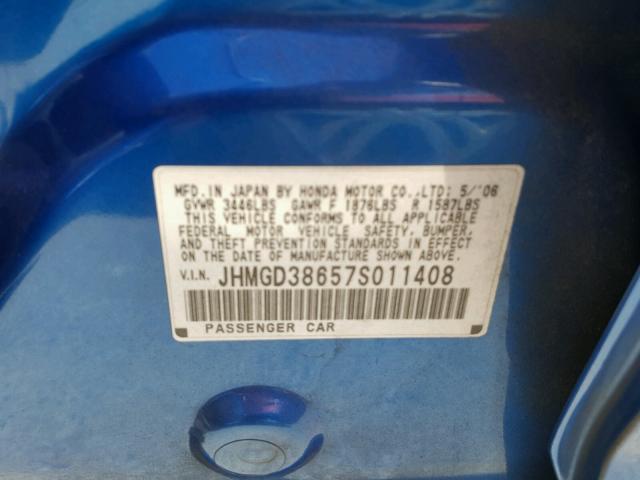 MFD. IN JAPAN BY HONDA MOTOR CO.,LTD: 5/'06
GVWR 3446LBS GAWR F 1876LBS R 1587LBS
THIS VEHICLE CONFORMS TO ALL APPLICABLE
FEDERAL MOTOR VEHICLE SAFETY, BUMPER,
AND THEFT PREVENTION STANDARDS IN EFFECT
ON THE DATE OF MANUFACTURE SHOWN ABOVE.
V.I.N. JHMGD38657S011408
PASSENGER CAR